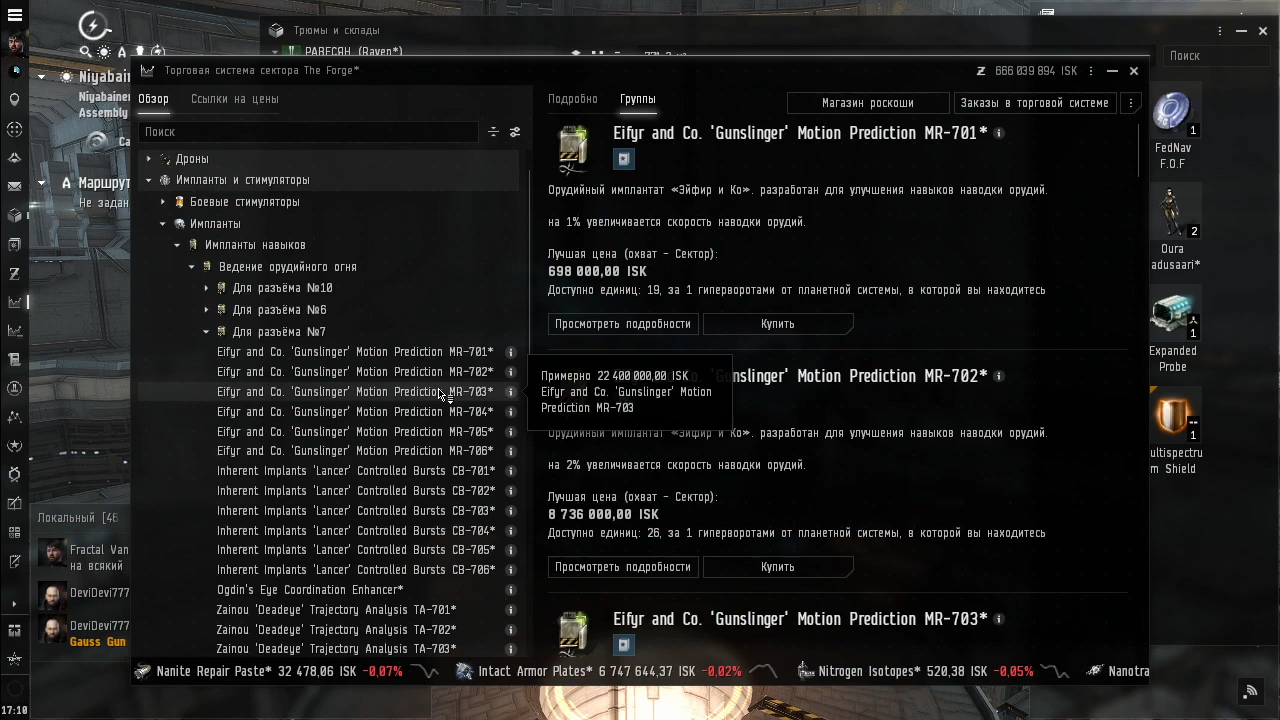 Трюмы и склады
РАВЕСЯН (Raven*)
Niyabainen
Niyabainen
Assembly
Маршрут
Не задан
Торговая система сектора The Forge*
666 039 894 ISK
Обзор
Ссылки на цены
Поиск
Дроны
Импланты и стимуляторы
Боевые стимуляторы
Импланты
Импланты навыков
Ведение орудийного огня
Для разъёма №10
Для разъёма №6
Для разъёма №7
Eifyr and Co. 'Gunslinger' Motion Prediction MR-701*
Eifyr and Co. 'Gunslinger' Motion Prediction MR-702*
Eifyr and Co. 'Gunslinger' Motion Prediction MR-703*
Eifyr and Co. 'Gunslinger' Motion Prediction MR-704*
Eifyr and Co. 'Gunslinger' Motion Prediction MR-705*
Eifyr and Co. 'Gunslinger' Motion Prediction MR-706*
Inherent Implants 'Lancer' Controlled Bursts CB-701*
Inherent Implants 'Lancer' Controlled Bursts CB-702*
Inherent Implants 'Lancer' Controlled Bursts CB-703*
Inherent Implants 'Lancer' Controlled Bursts CB-704*
Inherent Implants 'Lancer' Controlled Bursts CB-705*
Inherent Implants 'Lancer' Controlled Bursts CB-706*
Ogdin's Eye Coordination Enhancer*
Zainou 'Deadeye' Trajectory Analysis TA-701*
Zainou 'Deadeye' Trajectory Analysis TA-702*
Zainou 'Deadeye' Trajectory Analysis TA-703*
Подробно
Группы
Магазин роскоши
Заказы в торговой системе
Eifyr and Co. 'Gunslinger' Motion Prediction MR-701*
Орудийный имплантат «Эйфир и Ко». разработан для улучшения навыков наводки орудий.
на 1% увеличивается скорость наводки орудий.
Лучшая цена (охват - Сектор):
698 000,00 ISK
Доступно единиц: 19, за 1 гиперворотами от планетной системы, в которой вы находитесь
Просмотреть подробности
Купить
Примерно 22 400 000,00 ISK
Eifyr and Co. 'Gunslinger' Motion
Prediction MR-703
Gunslinger' Motion Prediction MR-702*
Орудийный имплантат «Эйфир и Ко». разработан для улучшения навыков наводки орудий.
на 2% увеличивается скорость наводки орудий.
Лучшая цена (охват - Сектор):
8 736 000,00 ISK
Доступно единиц: 26, за 1 гиперворотами от планетной системы, в которой вы находитесь
Просмотреть подробности
Купить
Eifyr and Co. 'Gunslinger' Motion Prediction MR-703*
Nanite Repair Paste* 32 478,06 ISK -0,07%
Intact Armor Plates* 6 747 644,37 ISK -0,02%
Nitrogen Isotopes* 520,38 ISK -0,05%
Nanotra
Поиск
1
FedNav
F.O.F
2
Oura
adusaari*
1
Expanded
Probe
1
ultispectru
m Shield
Локальный [46
Fractal Van
на всякий
DeviDevi777
DeviDevi777
Gauss Gun
17:10